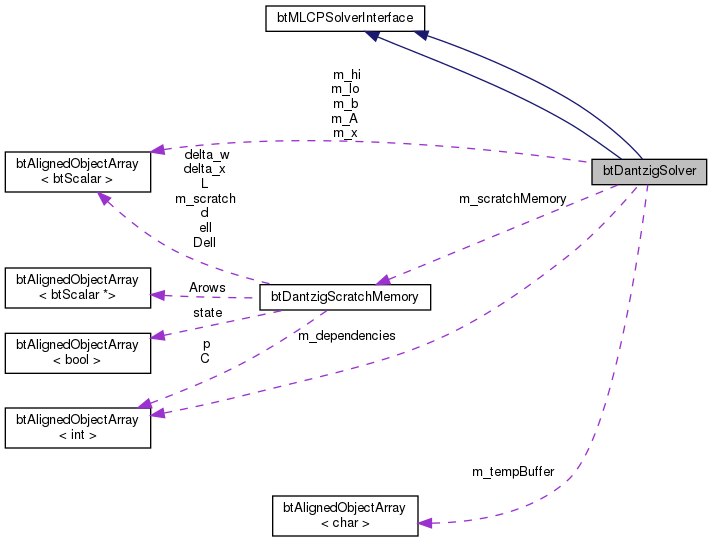 btMLCPSolverInterface
m_hi
m_lo
m_b
m_A
m_x
btAlignedObjectArray
< btScalar >
delta_w
delta_x
L
m_scratch
d
ell
Dell
btDantzigSolver
m_scratchMemory
btAlignedObjectArray
< btScalar *>
Arows
btDantzigScratchMemory
state
btAlignedObjectArray
< bool >
p
C
m_dependencies
btAlignedObjectArray
< int >
m_tempBuffer
btAlignedObjectArray
< char >